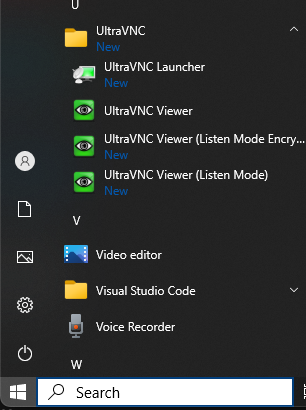 U
UltraVNC
New
UltraVNC Launcher
New
UltraVNC Viewer
UltraVNC Viewer (Listen Mode Encry...
New
UltraVNC Viewer (Listen Mode)
New
V
Video editor
Visual Studio Code
Voice Recorder
W
Search